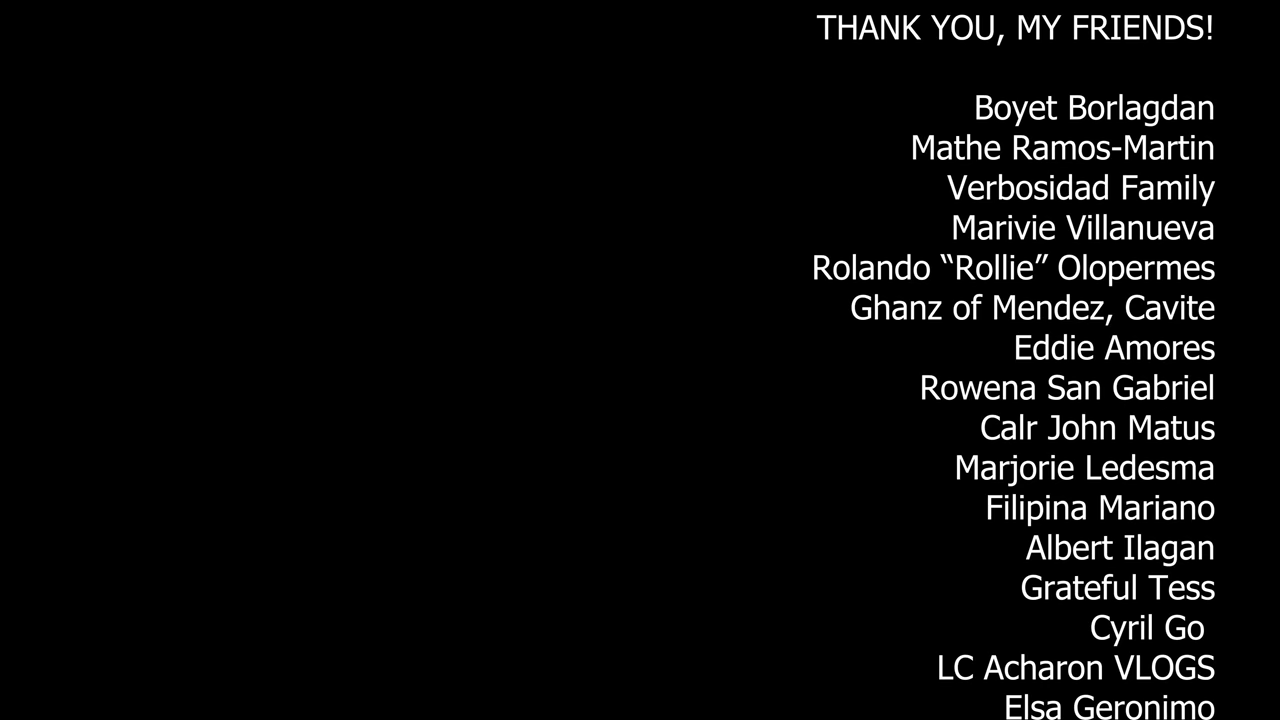 THANK YOU, MY FRIENDS!
Boyet Borlagdan
Mathe Ramos-Martin
Verbosidad Family
Marivie Villanueva
Rolando “Rollie” Olopermes
Ghanz of Mendez, Cavite
Eddie Amores
Rowena San Gabriel
Calr John Matus
Marjorie Ledesma
Filipina Mariano
Albert Ilagan
Grateful Tess
Cyril Go
LC Acharon VLOGS
Elsa Geronimo